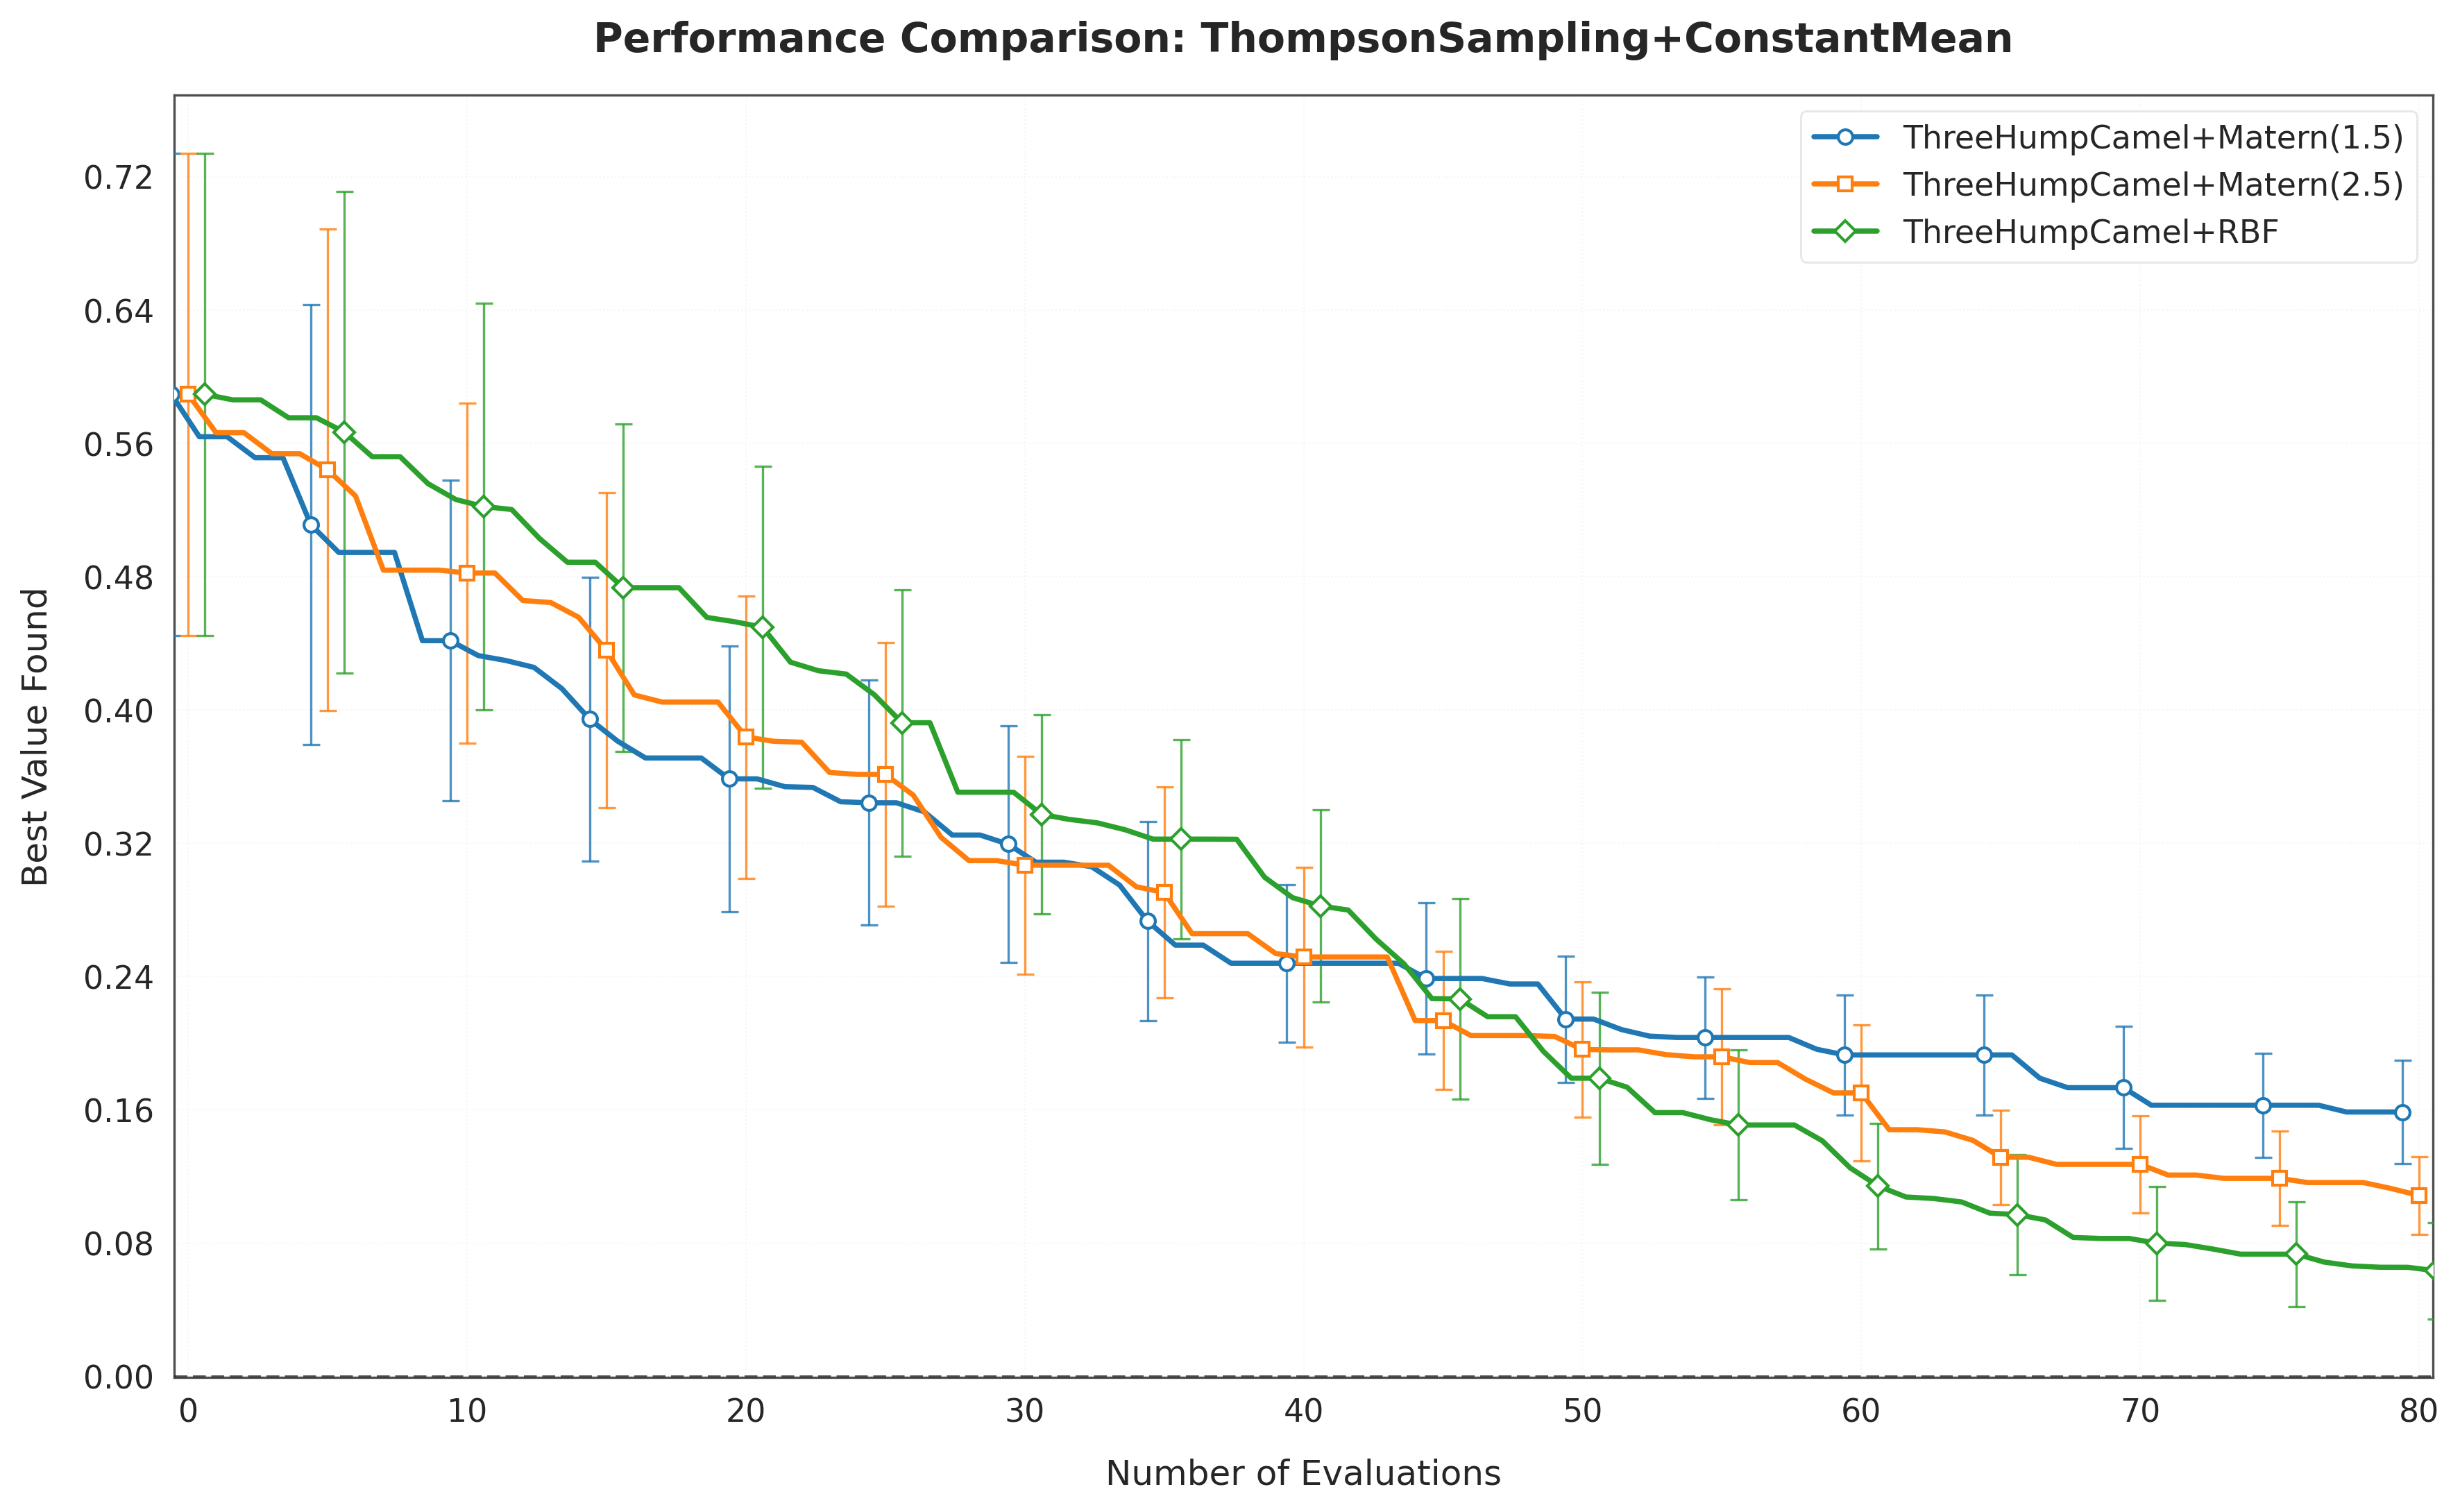 Performance Comparison: ThompsonSampling+ConstantMean
ThreeHumpCamel+Matern(1.5)
ThreeHumpCamel+Matern(2.5)
ThreeHumpCamel+RBF
Best Value Found
0.72
0.64
0.56
0.48
0.40
0.32
0.24
0.16
0.08
0.00
0 10 20 30 40 50 60 70 80
Number of Evaluations